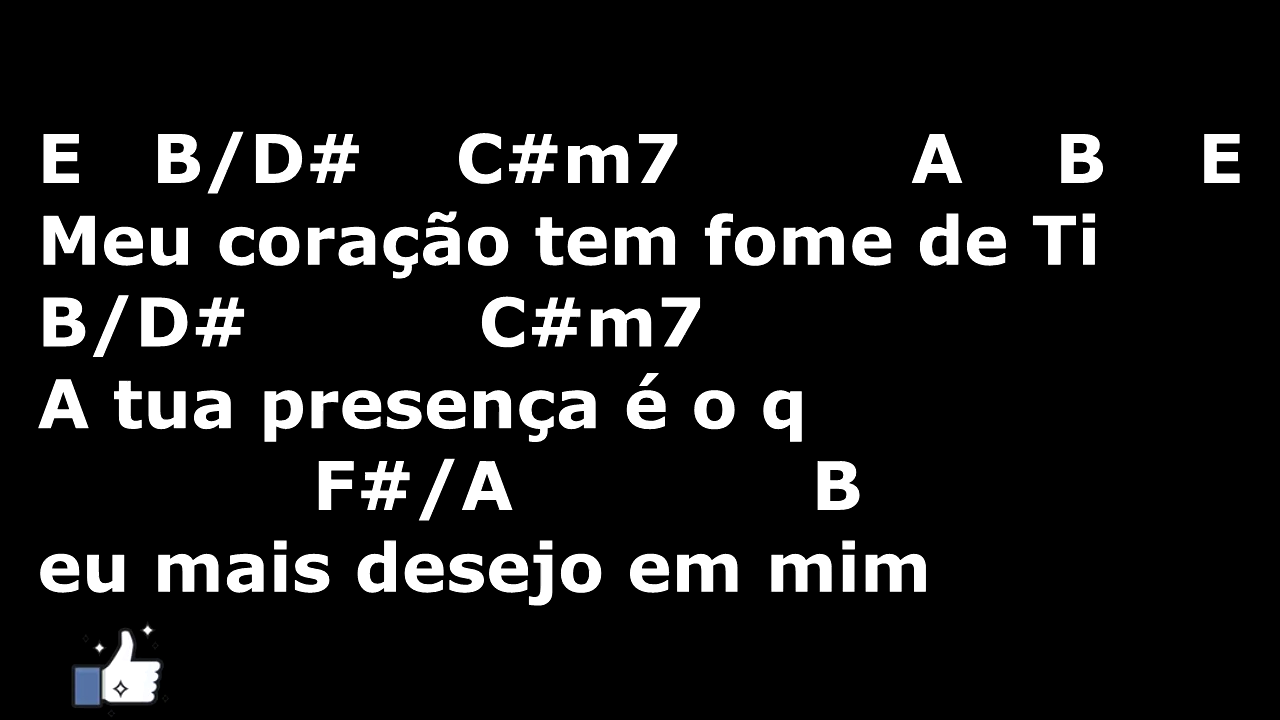 E   B/D#    C#m7          A    B    E
Meu coração tem fome de Ti
B/D#          C#m7
A tua presença é o q
            F#/A             B
eu mais desejo em mim